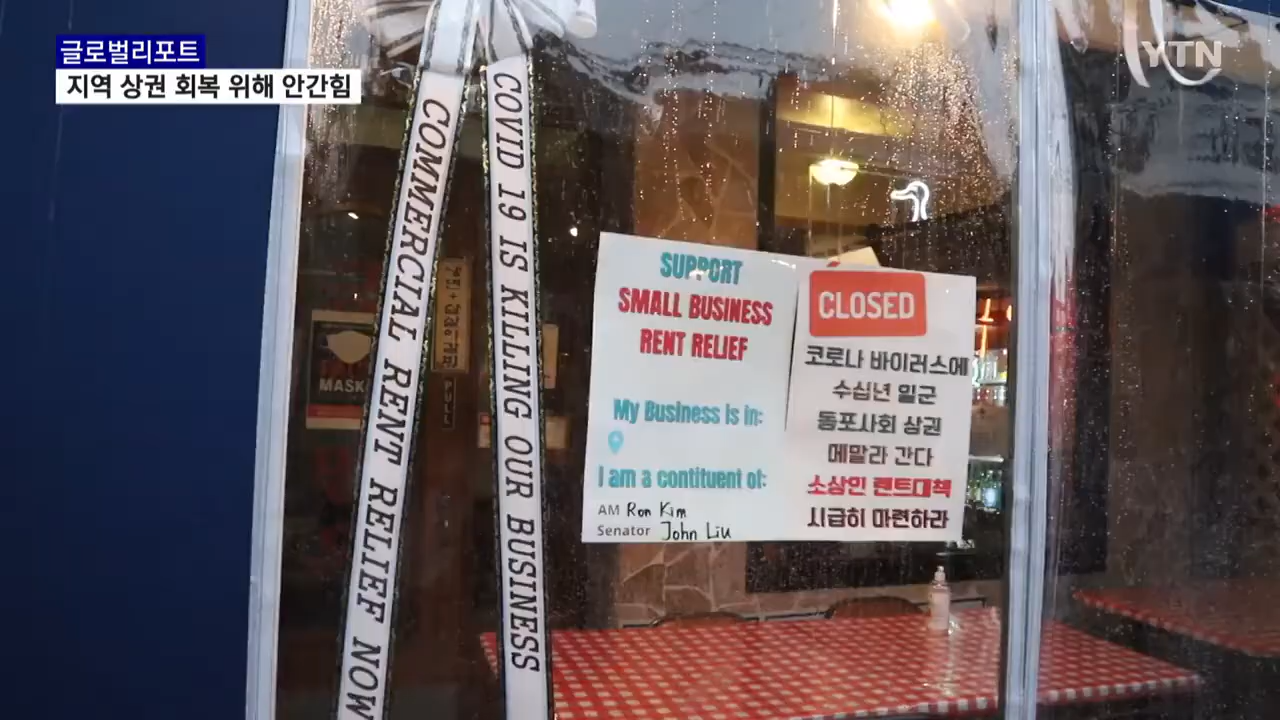 글로벌리포트
지역 상권 회복 위해 안간힘
YTN
COMMERCIAL RENT RELIEF NOW
COVID 19 IS KILLING OUR BUSINESS
MASK
PULL
SUPPORT
SMALL BUSINESS
RENT RELIEF
My Business is in:
I am a contituent of:
AM Ron Kim
Senator John Liu
CLOSED
코로나 바이러스에
수십년 일군
동포사회 상권
메말라 간다
소상인 렌트대책
시급히 마련하라